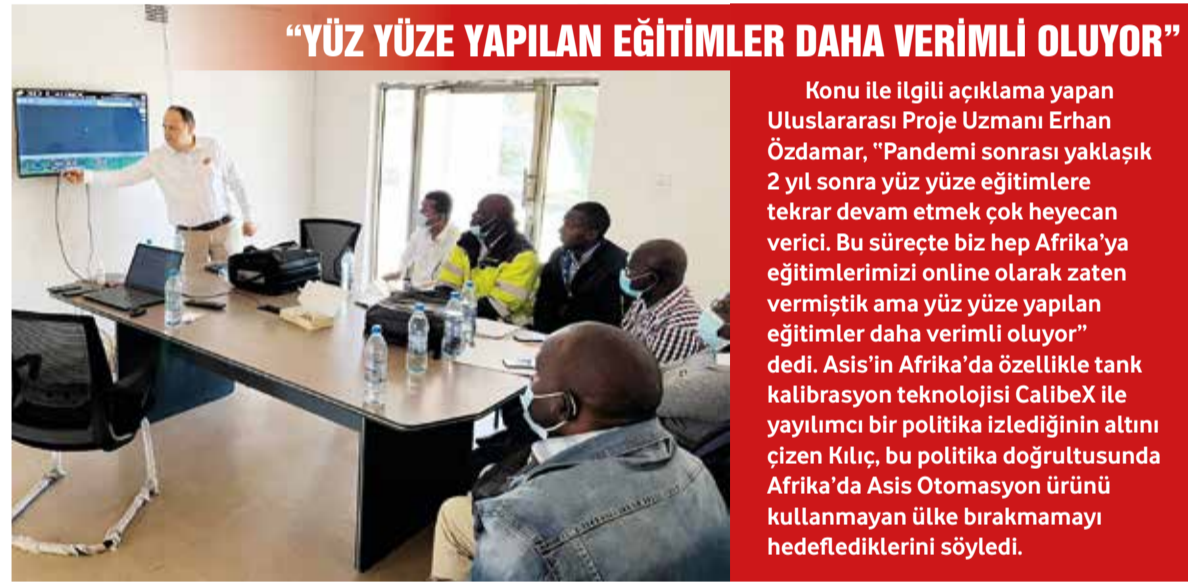 “YÜZ YÜZE YAPILAN EĞİTİMLER DAHA VERİMLİ OLUYOR”
Konu ile ilgili açıklama yapan
Uluslararası Proje Uzmanı Erhan
Özdamar, “Pandemi sonrası yaklaşık
2 yıl sonra yüz yüze eğitimlere
tekrar devam etmek çok heyecan
verici. Bu süreçte biz hep Afrika’ya
eğitimlerimizi online olarak zaten
vermiştik ama yüz yüze yapılan
eğitimler daha verimli oluyor”
dedi. Asis’in Afrika’da özellikle tank
kalibrasyon teknolojisi CalibeX ile
yayılımcı bir politika izlediğinin altını
çizen Kılıç, bu politika doğrultusunda
Afrika’da Asis Otomasyon ürünü
kullanmayan ülke bırakmamayı
hedeflediklerini söyledi.